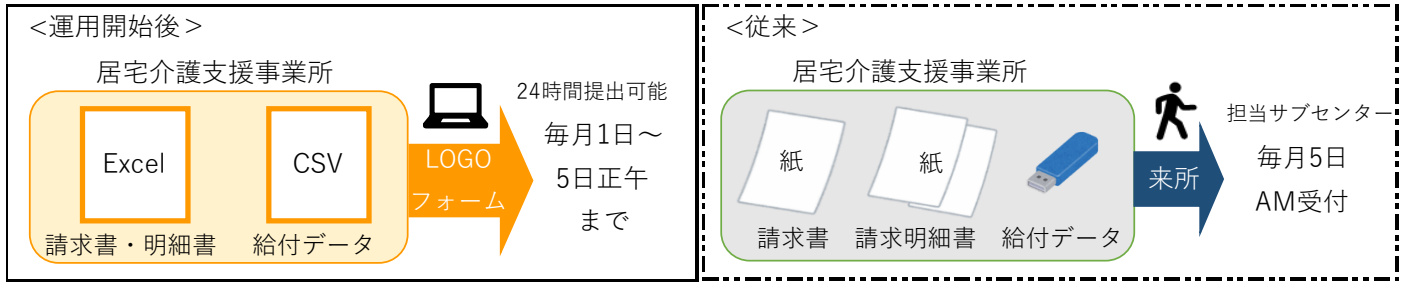 <運用開始後>
居宅介護支援事業所
Excel
CSV
請求書・明細書
給付データ
LOGO
フォーム
24時間提出可能
毎月1日~
5日正午
まで
<従来>
居宅介護支援事業所
紙
紙
請求書
請求明細書
給付データ
来所
担当サブセンター
毎月5日
AM受付